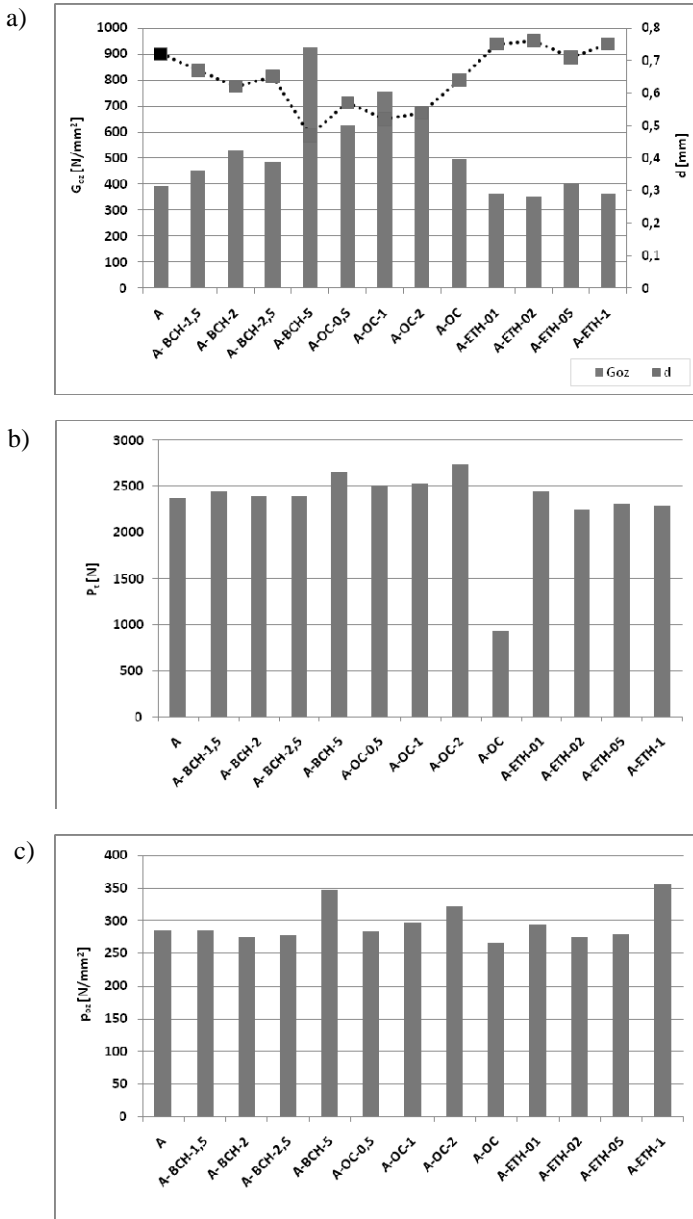 a)
1000
900
800
700
600
500
400
300
200
100
0
G_oz [N/mm²]
0,8
0,7
0,6
0,5
0,4
0,3
0,2
0,1
0
d [mm]
A
A- BCH-1,5
A- BCH-2
A- BCH-2,5
A-BCH-5
A-OC-0,5
A-OC-1
A-OC-2
A-OC
A-ETH-01
A-ETH-02
A-ETH-05
A-ETH-1
Goz d
b)
3000
2500
2000
1500
1000
500
0
P_t [N]
A
A- BCH-1,5
A- BCH-2
A- BCH-2,5
A-BCH-5
A-OC-0,5
A-OC-1
A-OC-2
A-OC
A-ETH-01
A-ETH-02
A-ETH-05
A-ETH-1
c)
400
350
300
250
200
150
100
50
0
p_oz [N/mm²]
A
A- BCH-1,5
A- BCH-2
A- BCH-2,5
A-BCH-5
A-OC-0,5
A-OC-1
A-OC-2
A-OC
A-ETH-01
A-ETH-02
A-ETH-05
A-ETH-1